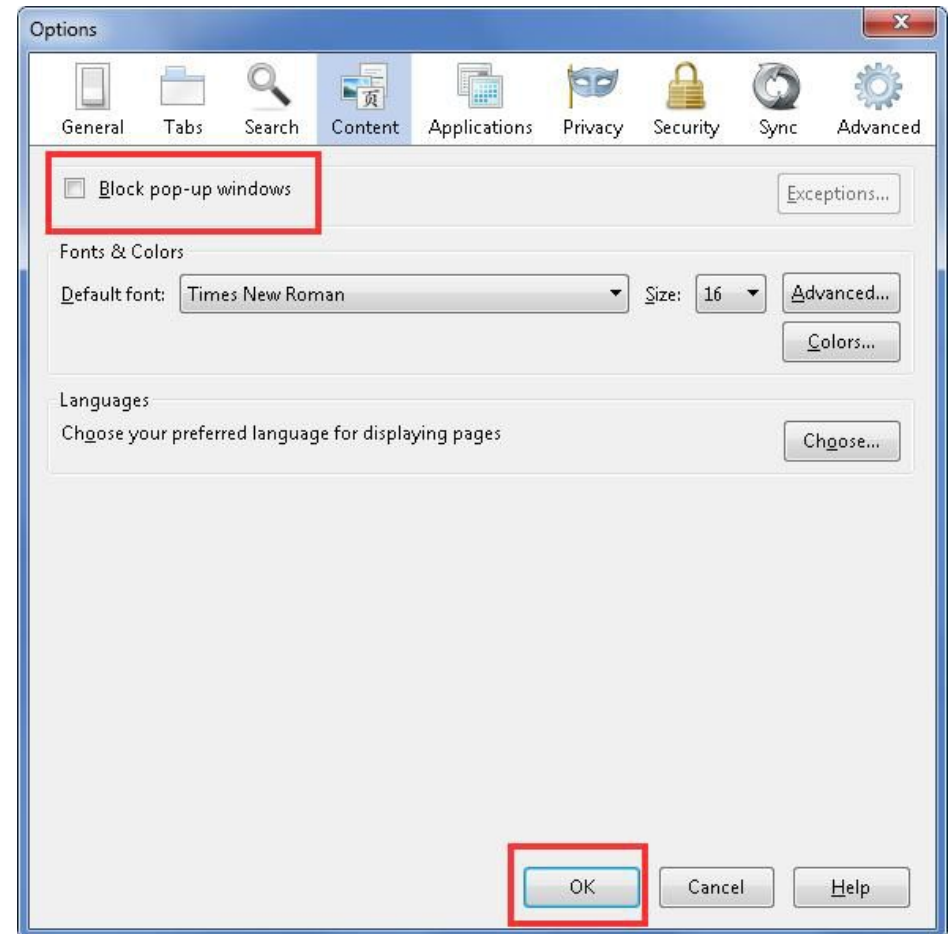 Options
General Tabs Search 页 Content Applications Privacy Security Sync Advanced
Block pop-up windows Exceptions...
Fonts & Colors
Default font: Times New Roman Size: 16 Advanced...
Colors...
Languages
Choose your preferred language for displaying pages Choose...
OK Cancel Help